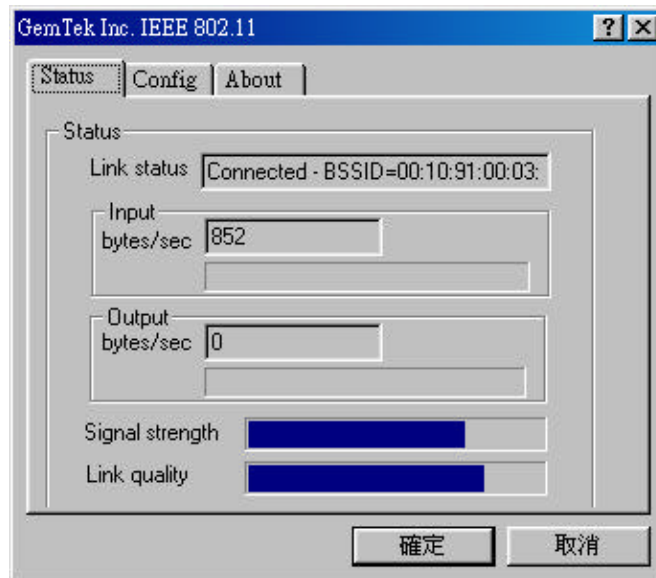 GemTek Inc. IEEE 802.11
Status Config About
Status
Link status Connected - BSSID=00:10:91:00:03:
Input
bytes/sec 852
Output
bytes/sec 0
Signal strength
Link quality
確定 取消